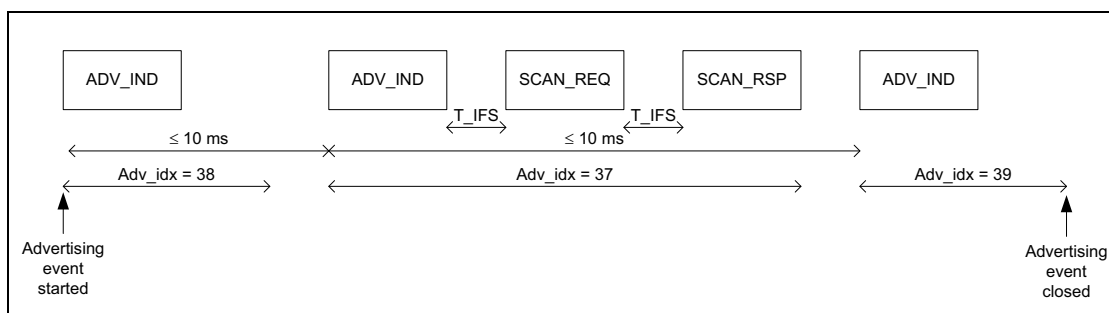 ADV_IND
ADV_IND
SCAN_REQ
SCAN_RSP
ADV_IND
T_IFS
T_IFS
≤ 10 ms
≤ 10 ms
Adv_idx = 38
Adv_idx = 37
Adv_idx = 39
Advertising
event
started
Advertising
event
closed